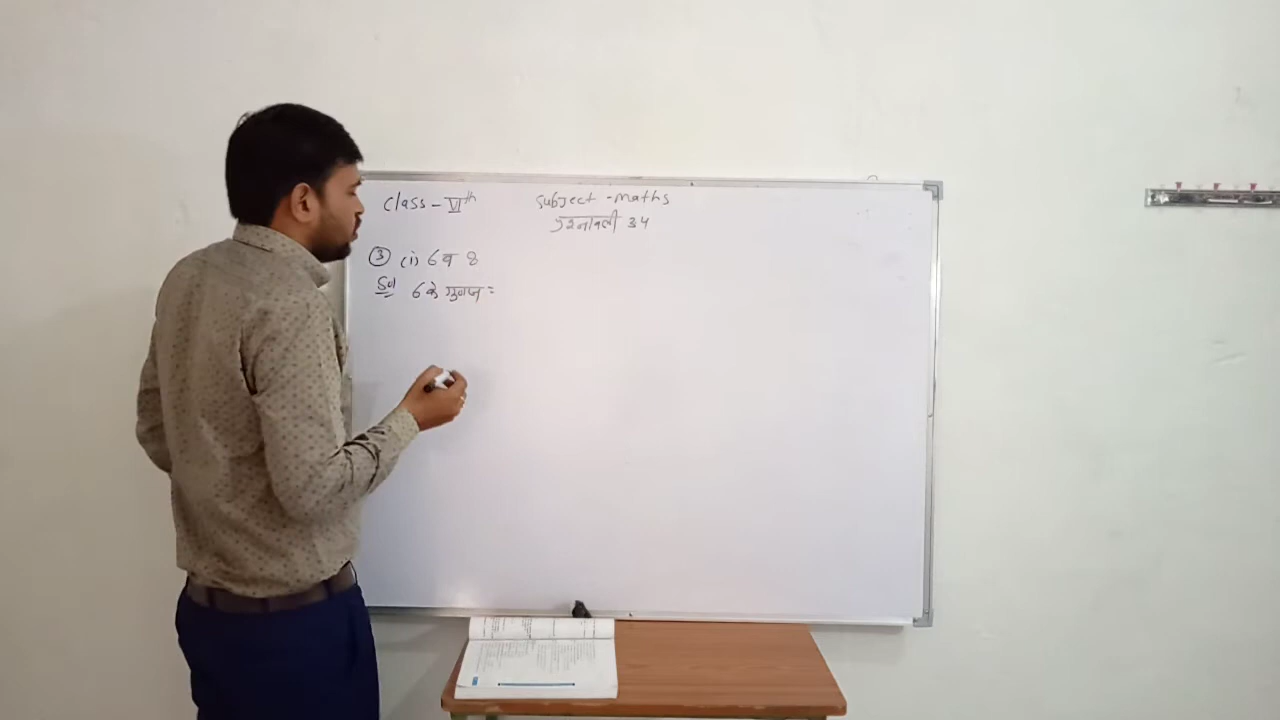 Class - VIth
Subject - Maths
प्रश्नावली 3.4
③ (i) 6 व 8
Sol 6 के गुणज =